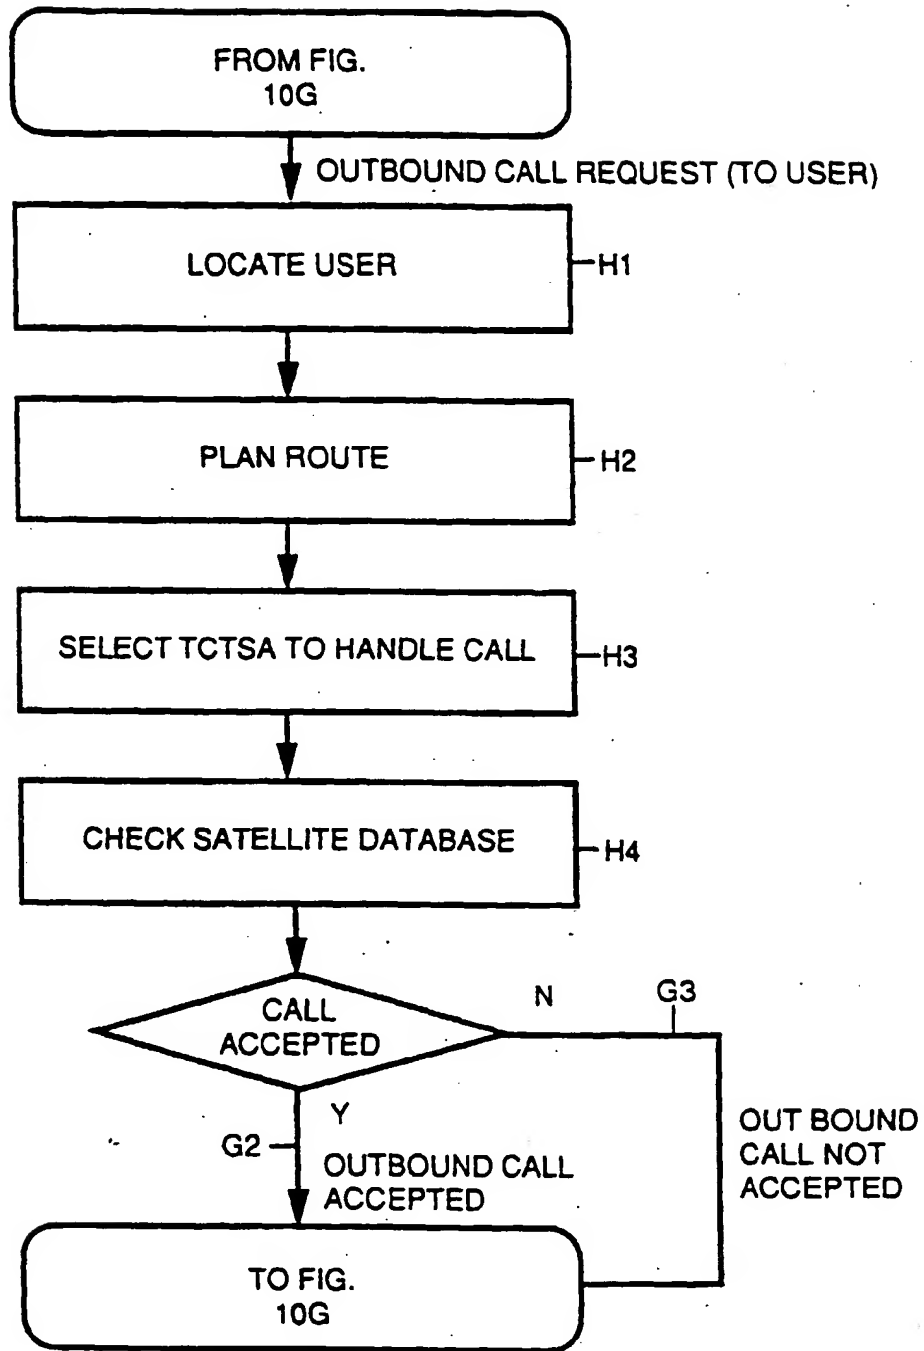 FROM FIG.
10G
OUTBOUND CALL REQUEST (TO USER)
LOCATE USER
H1
PLAN ROUTE
H2
SELECT TCTSA TO HANDLE CALL
H3
CHECK SATELLITE DATABASE
H4
CALL
ACCEPTED
N
G3
Y
G2
OUTBOUND CALL
ACCEPTED
OUT BOUND
CALL NOT
ACCEPTED
TO FIG.
10G